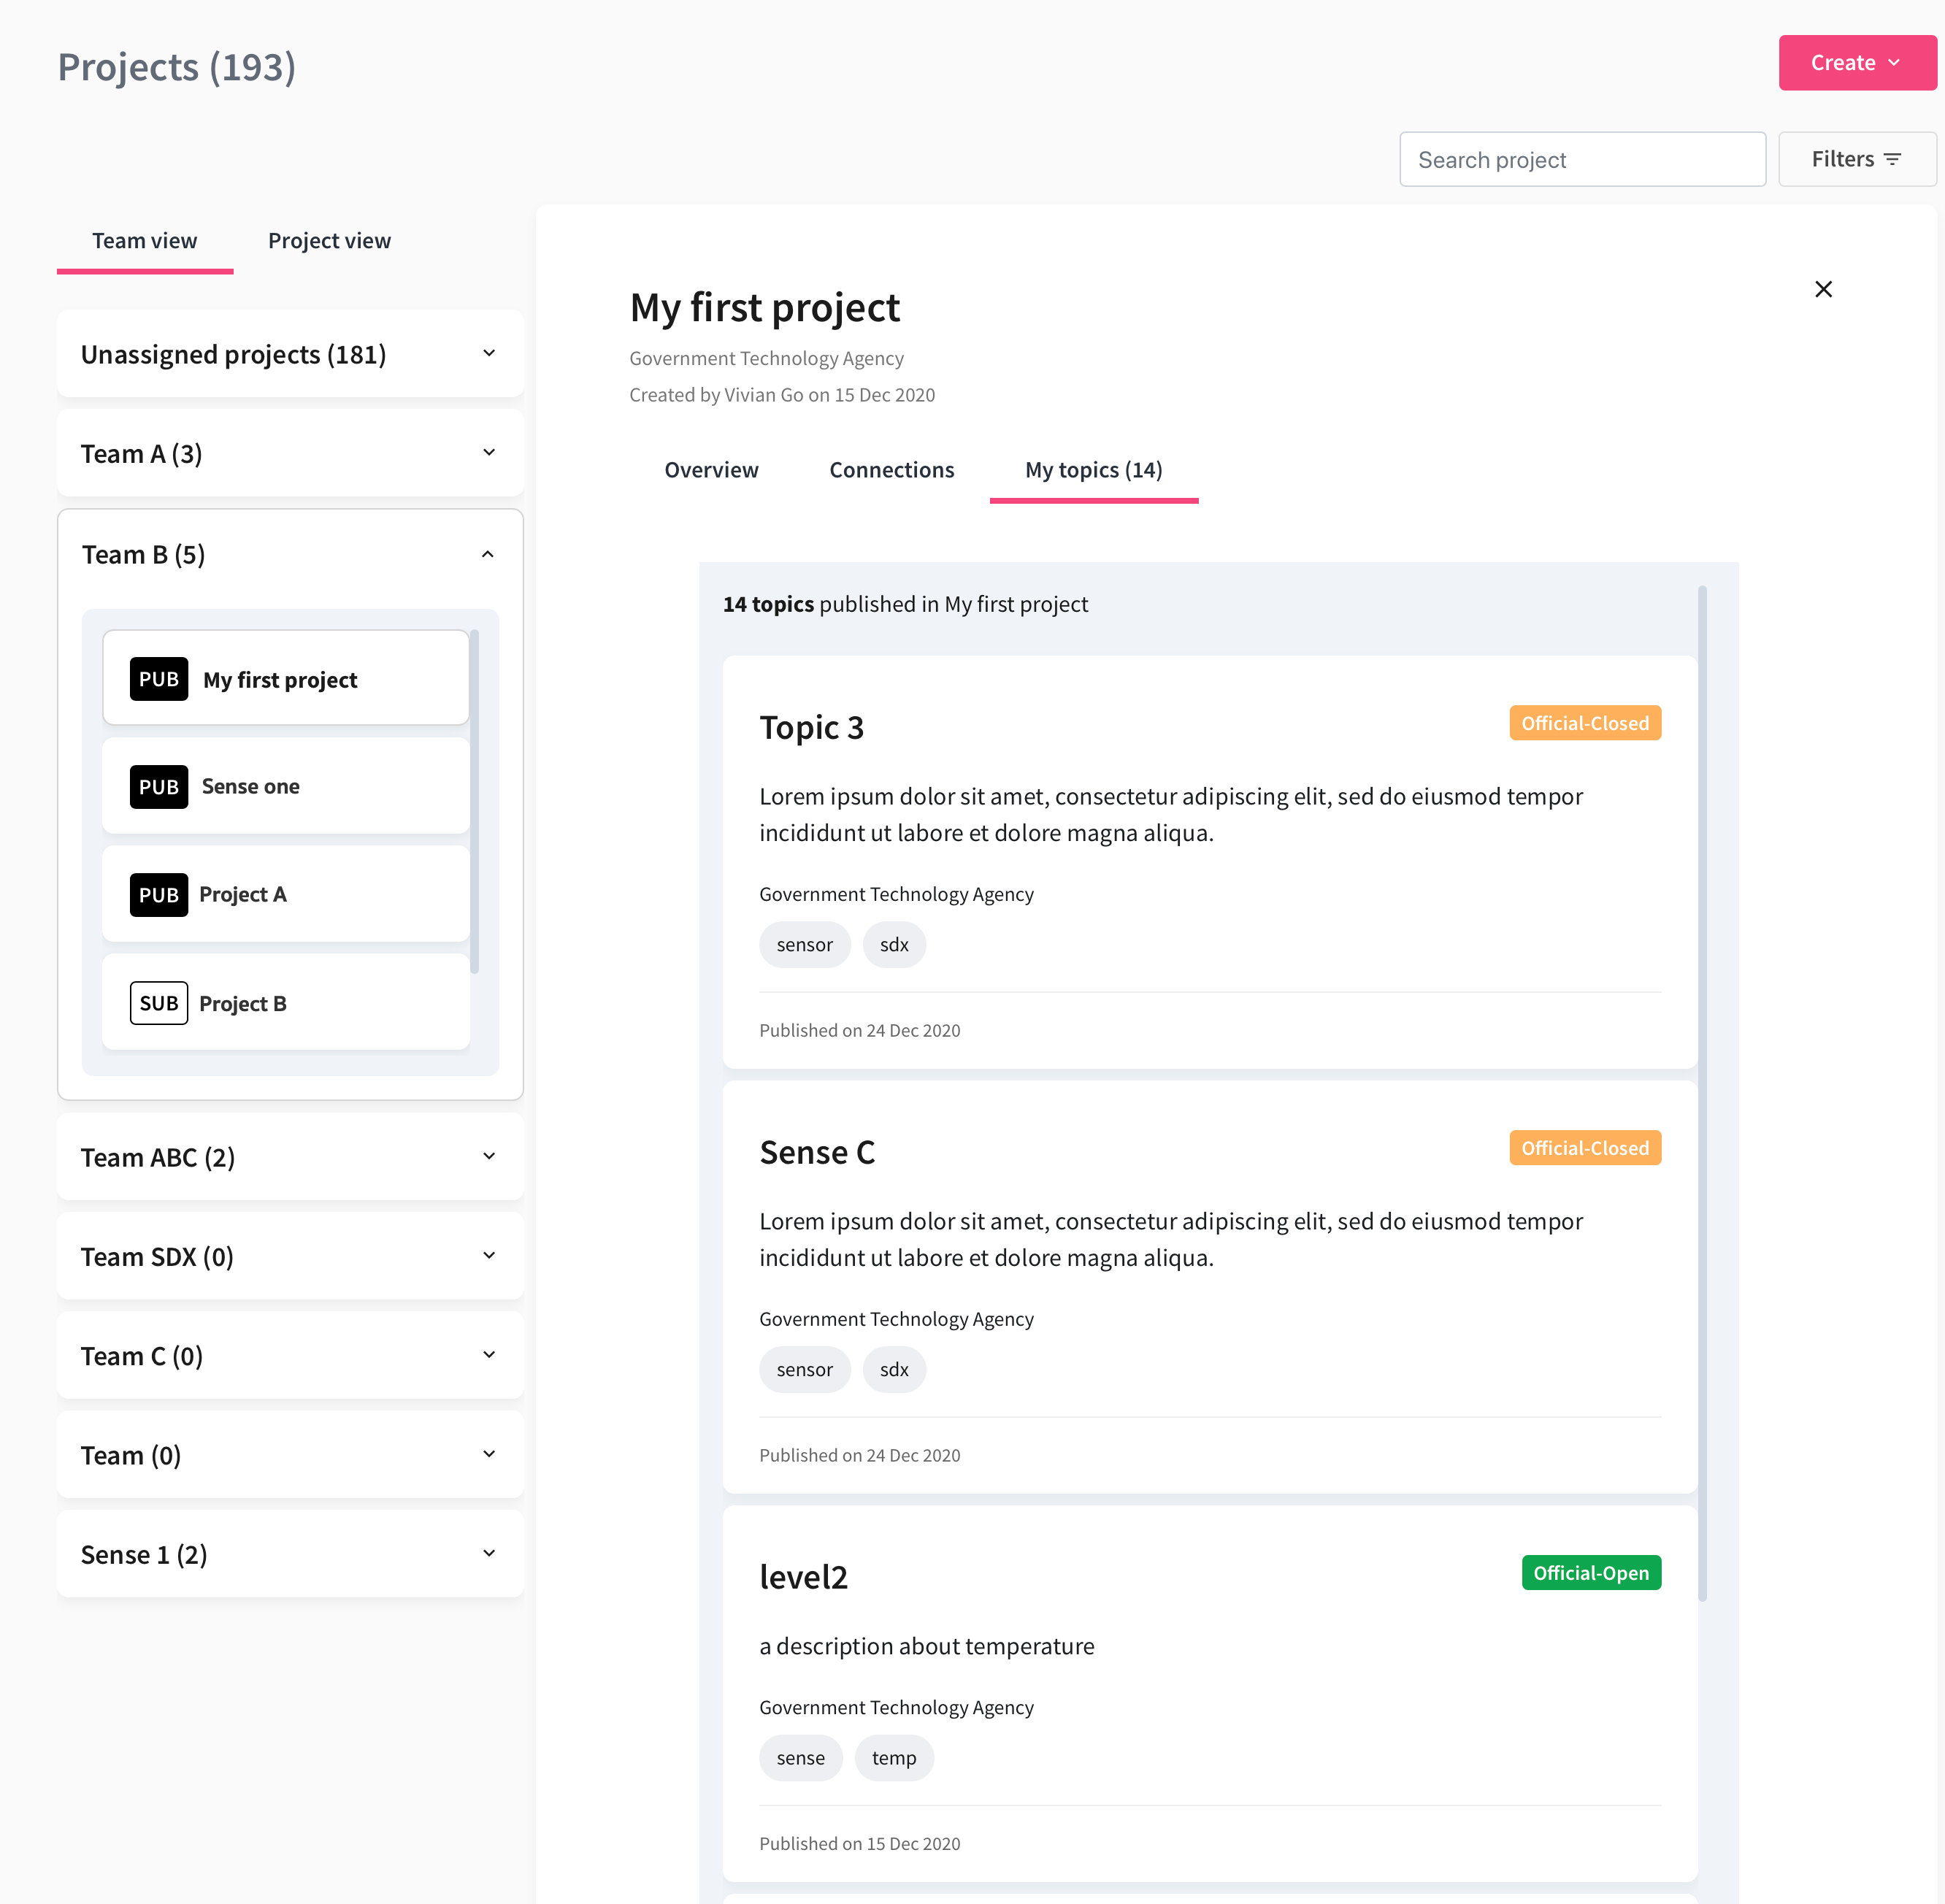 Projects (193)
Create
Search project
Filters
Team view
Project view
Unassigned projects (181)
Team A (3)
Team B (5)
PUB My first project
PUB Sense one
PUB Project A
SUB Project B
Team ABC (2)
Team SDX (0)
Team C (0)
Team (0)
Sense 1 (2)
My first project
Government Technology Agency
Created by Vivian Go on 15 Dec 2020
Overview
Connections
My topics (14)
14 topics published in My first project
Topic 3
Official-Closed
Lorem ipsum dolor sit amet, consectetur adipiscing elit, sed do eiusmod tempor
incididunt ut labore et dolore magna aliqua.
Government Technology Agency
sensor
sdx
Published on 24 Dec 2020
Sense C
Official-Closed
Lorem ipsum dolor sit amet, consectetur adipiscing elit, sed do eiusmod tempor
incididunt ut labore et dolore magna aliqua.
Government Technology Agency
sensor
sdx
Published on 24 Dec 2020
level2
Official-Open
a description about temperature
Government Technology Agency
sense
temp
Published on 15 Dec 2020